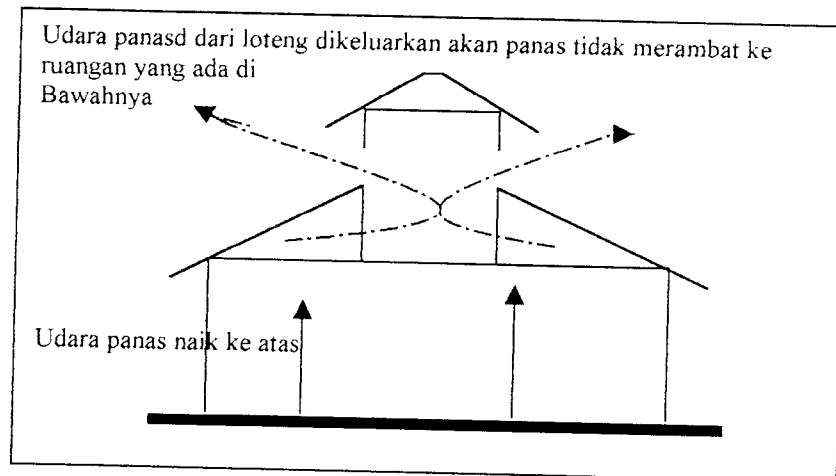 Udara panasd dari loteng dikeluarkan akan panas tidak merambat ke
ruangan yang ada di
Bawahnya
Udara panas naik ke atas